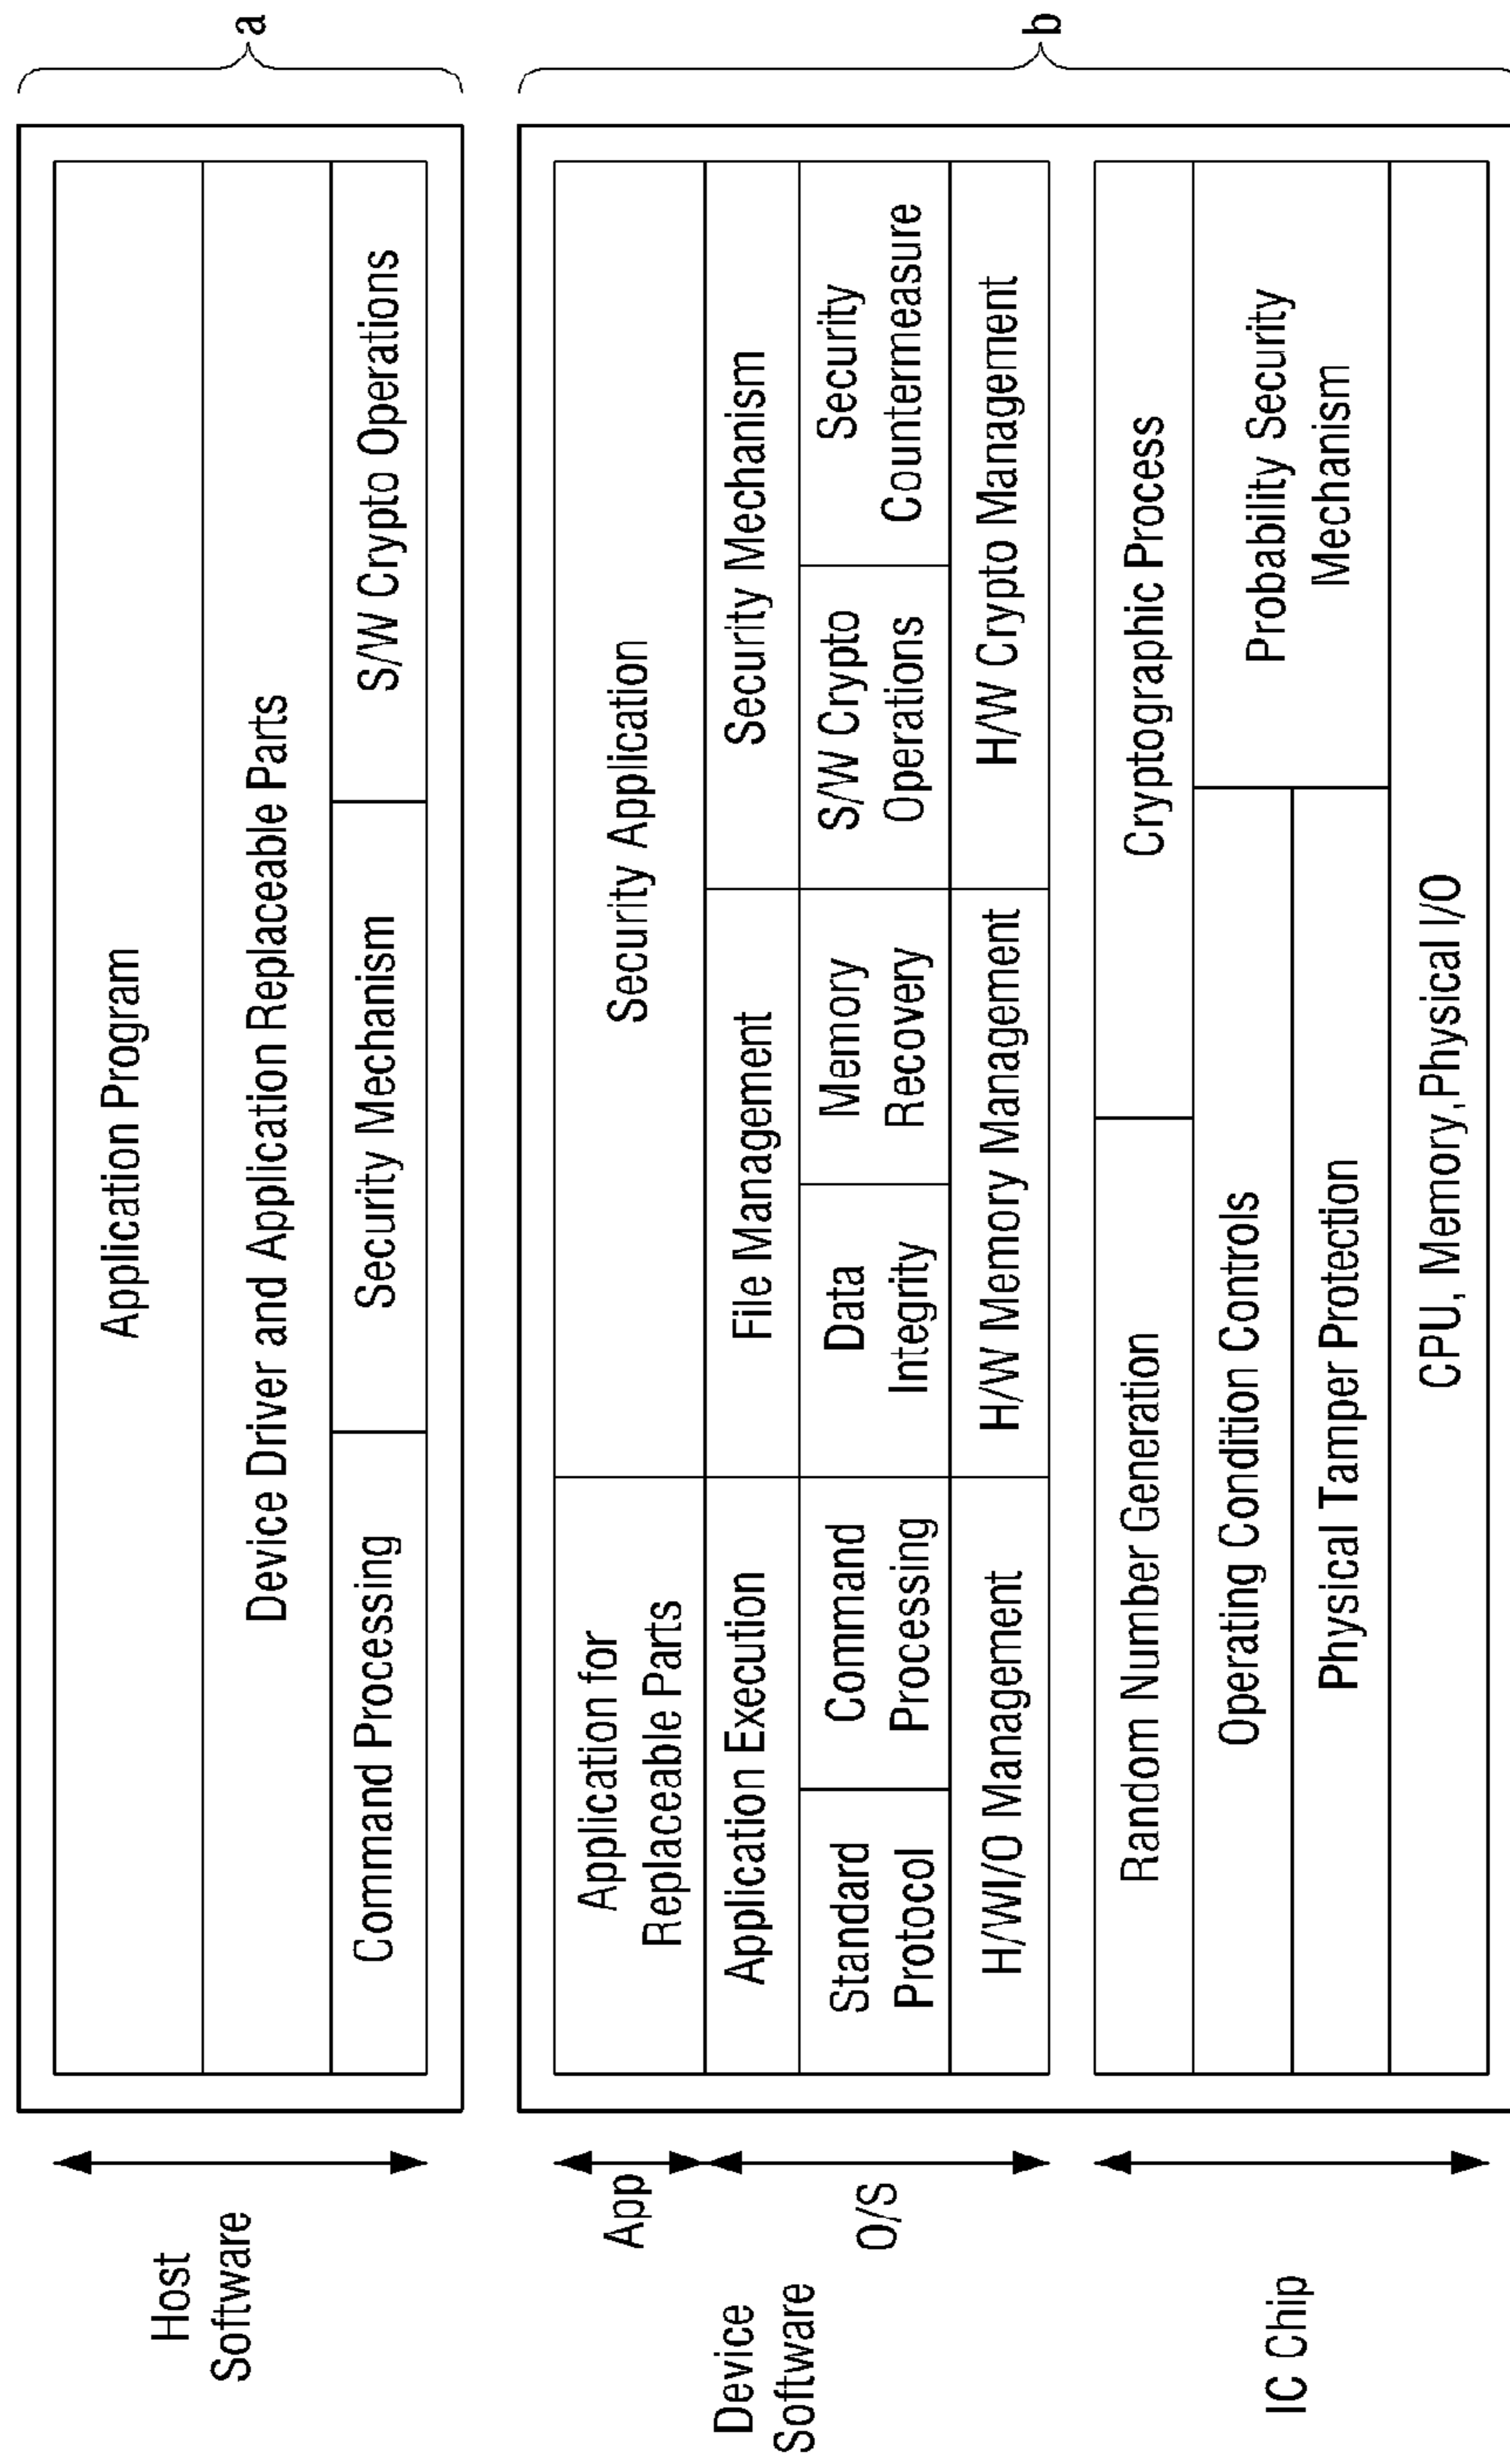 Host
Software
Application Program
Device Driver and Application Replaceable Parts
Command Processing
Security Mechanism
S/W Crypto Operations
a
Device
Software
App
O/S
Application for
Replaceable Parts
Security Application
Application Execution
File Management
Security Mechanism
Standard
Protocol
Command
Processing
Data
Integrity
Memory
Recovery
S/W Crypto
Operations
Security
Countermeasure
H/WI/O Management
H/W Memory Management
H/W Crypto Management
b
IC Chip
Random Number Generation
Cryptographic Process
Operating Condition Controls
Physical Tamper Protection
Probability Security
Mechanism
CPU, Memory,Physical I/O